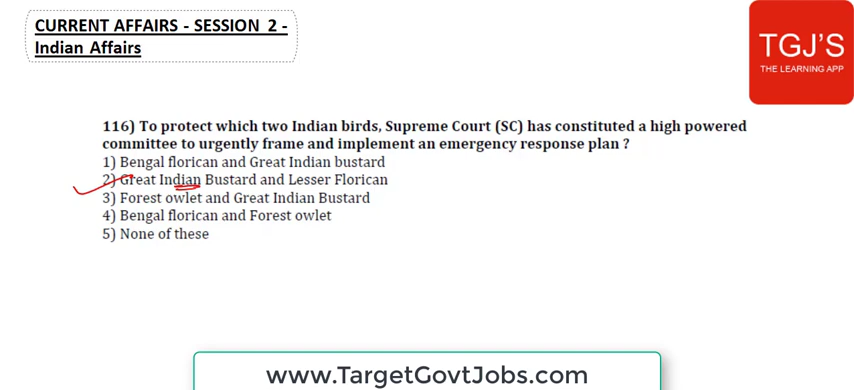 CURRENT AFFAIRS - SESSION 2 -
Indian Affairs
TGJ'S
THE LEARNING APP
116) To protect which two Indian birds, Supreme Court (SC) has constituted a high powered
committee to urgently frame and implement an emergency response plan ?
1) Bengal florican and Great Indian bustard
2) Great Indian Bustard and Lesser Florican
3) Forest owlet and Great Indian Bustard
4) Bengal florican and Forest owlet
5) None of these
www.TargetGovtJobs.com